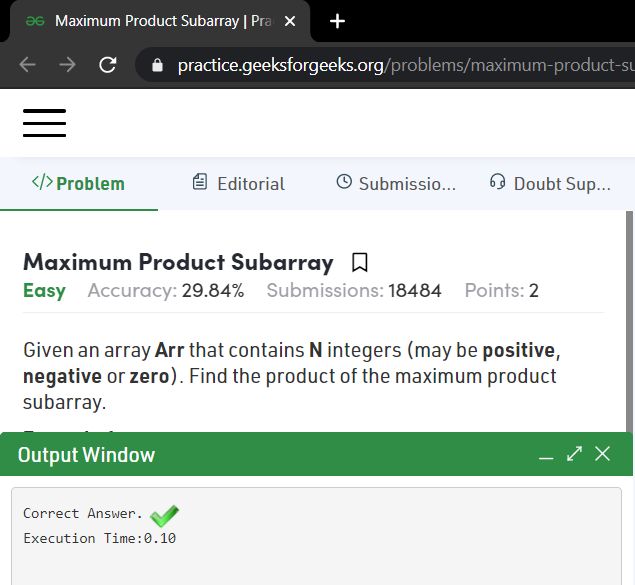 Maximum Product Subarray | Pra
practice.geeksforgeeks.org/problems/maximum-product-su
</> Problem
Editorial
Submissio...
Doubt Sup...
Maximum Product Subarray
Easy Accuracy: 29.84% Submissions: 18484 Points: 2
Given an array Arr that contains N integers (may be positive,
negative or zero). Find the product of the maximum product
subarray.
Output Window
Correct Answer.
Execution Time:0.10